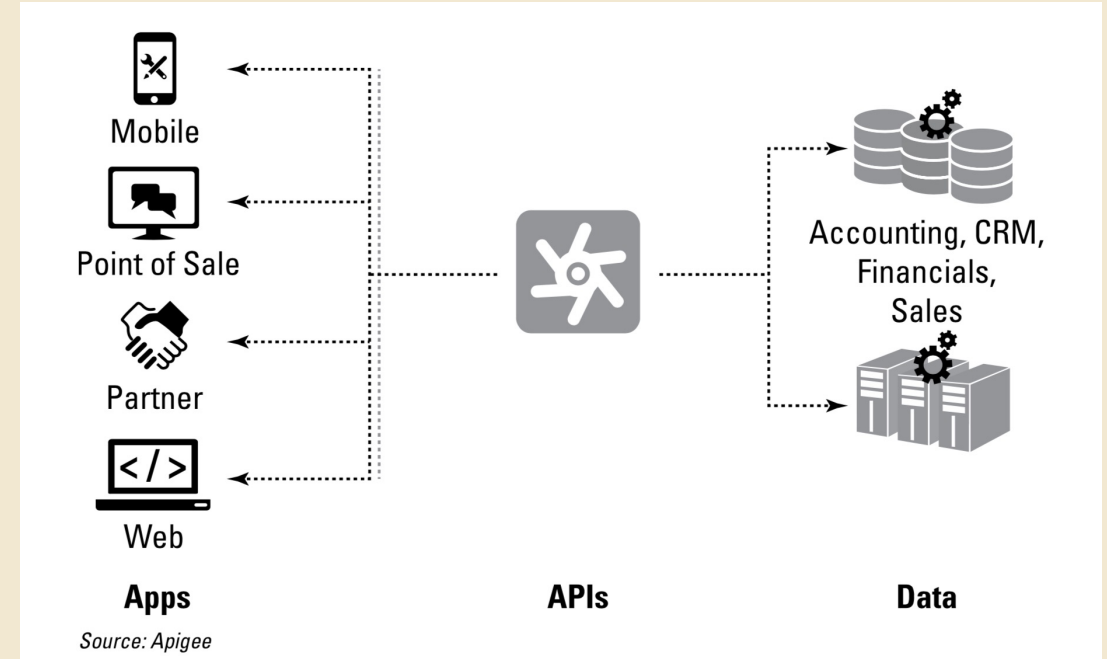 Mobile
Point of Sale
Partner
</>
Web
Accounting, CRM,
Financials,
Sales
Apps
APIs
Data
Source: Apigee